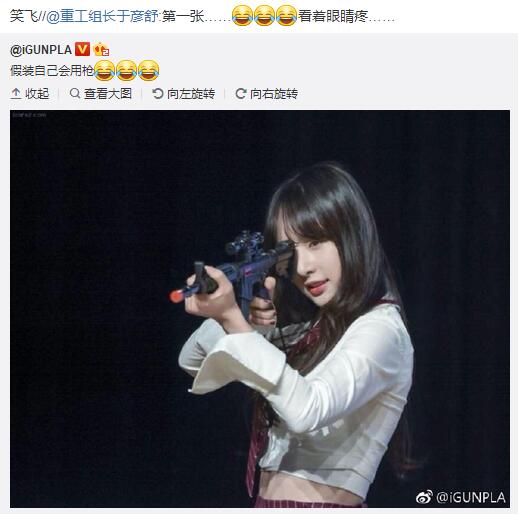 笑飞//@重工组长于彦舒:第一张……😂😂😂看着眼睛疼……
@iGUNPLA
假装自己会用枪😂😂😂
收起 查看大图 向左旋转 向右旋转
@iGUNPLA